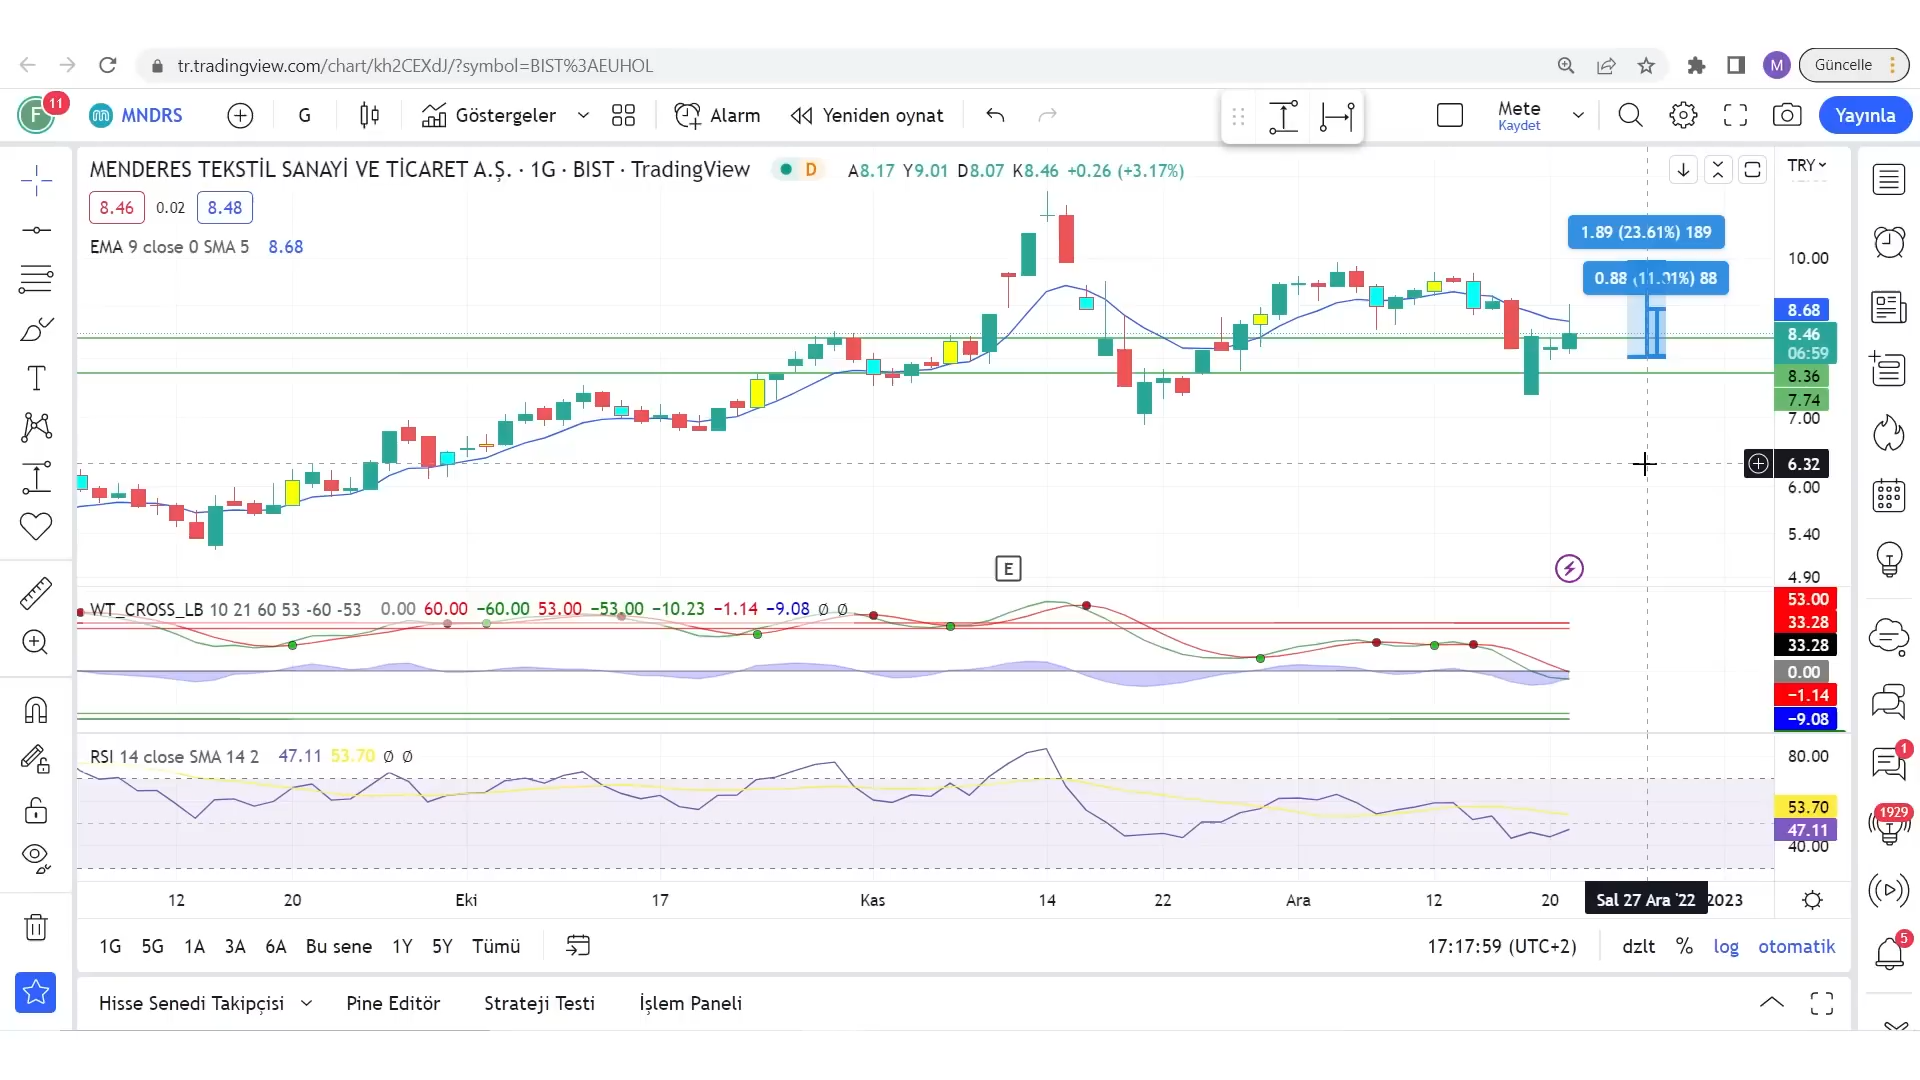 tr.tradingview.com/chart/kh2CEXdJ/?symbol=BIST%3AEUHOL
M
Güncelle
F
11
MNDRS
G
Göstergeler
Alarm
Yeniden oynat
Mete
Kaydet
Yayınla
MENDERES TEKSTİL SANAYİ VE TİCARET A.Ş. · 1G · BIST · TradingView
D
A8.17 Y9.01 D8.07 K8.46 +0.26 (+3.17%)
TRY
8.46
0.02
8.48
EMA 9 close 0 SMA 5 8.68
1.89 (23.61%) 189
0.88 (11.01%) 88
10.00
8.68
8.46
06:59
8.36
7.74
7.00
6.32
6.00
5.40
4.90
E
WT_CROSS_LB 10 21 60 53 -60 -53 0.00 60.00 −60.00 53.00 −53.00 −10.23 −1.14 −9.08 ∅ ∅
53.00
33.28
33.28
0.00
−1.14
−9.08
RSI 14 close SMA 14 2 47.11 53.70 ∅ ∅
80.00
53.70
47.11
40.00
1
1929
5
12 20 Eki 17 Kas 14 22 Ara 12 20 Sal 27 Ara '22 2023
1G 5G 1A 3A 6A Bu sene 1Y 5Y Tümü
17:17:59 (UTC+2)
dzlt % log otomatik
Hisse Senedi Takipçisi Pine Editör Strateji Testi İşlem Paneli